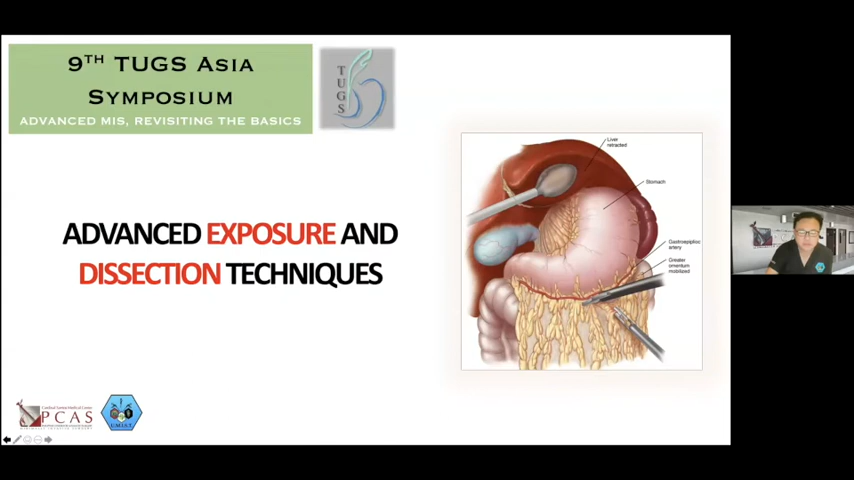 9TH TUGS ASIA
SYMPOSIUM
ADVANCED MIS, REVISITING THE BASICS
TUGS
ADVANCED EXPOSURE AND
DISSECTION TECHNIQUES
Liver
retracted
Stomach
Gastroepiploic
artery
Greater
omentum
mobilized
PCAS
UMIST